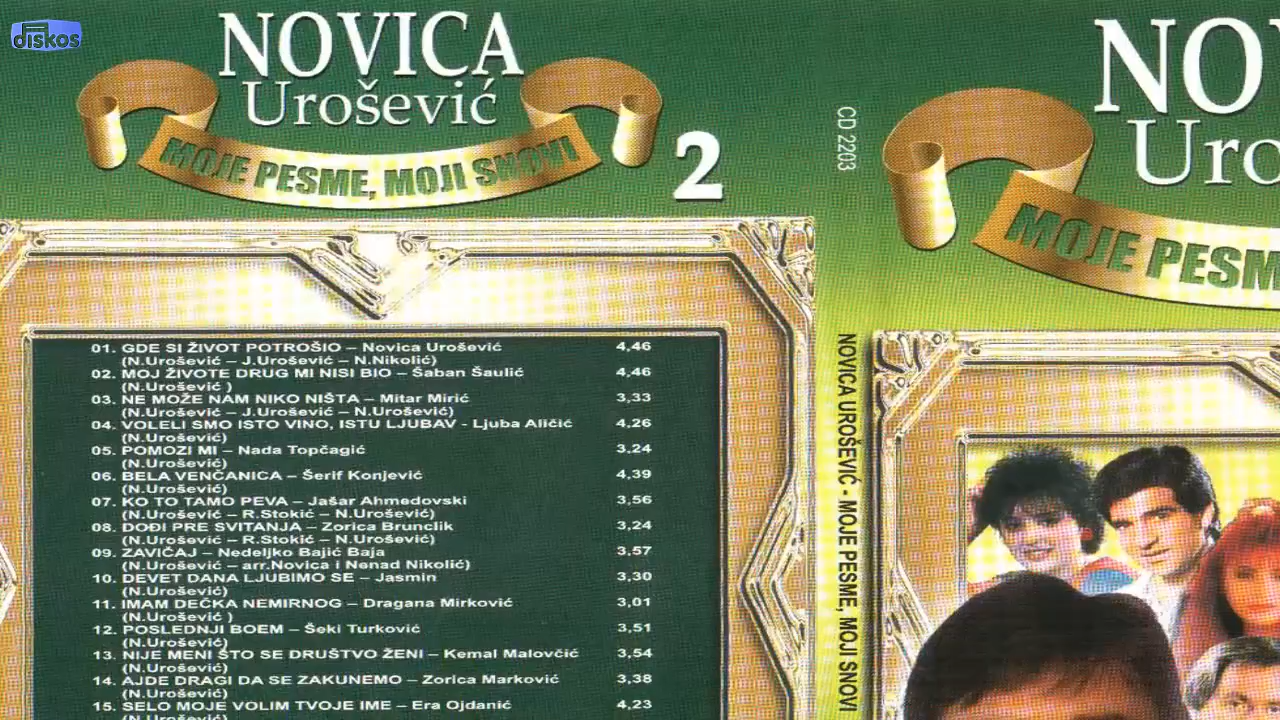 diskos
NOVICA
Urošević
MOJE PESME, MOJI SNOVI
2
01. GDE SI ŽIVOT POTROŠIO – Novica Urošević 4,46
(N.Urošević – J.Urošević – N.Nikolić)
02. MOJ ŽIVOTE DRUG MI NISI BIO – Šaban Šaulić 4,46
(N.Urošević )
03. NE MOŽE NAM NIKO NIŠTA – Mitar Mirić 3,33
(N.Urošević – J.Urošević – N.Urošević)
04. VOLELI SMO ISTO VINO, ISTU LJUBAV - Ljuba Aličić 4.26
(N.Urošević)
05. POMOZI MI – Nada Topčagić 3.24
(N.Urošević)
06. BELA VENČANICA – Šerif Konjević 4,39
(N.Urošević)
07. KO TO TAMO PEVA – Jašar Ahmedovski 3,56
(N.Urošević – R.Stokić – N.Urošević)
08. DOĐI PRE SVITANJA – Zorica Brunclik 3,24
(N.Urošević – R.Stokić – N.Urošević)
09. ZAVIČAJ – Nedeljko Bajić Baja 3.57
(N.Urošević – arr.Novica i Nenad Nikolić)
10. DEVET DANA LJUBIMO SE – Jasmin 3,30
(N.Urošević)
11. IMAM DEČKA NEMIRNOG – Dragana Mirković 3,01
(N.Urošević )
12. POSLEDNJI BOEM – Šeki Turković 3,51
(N.Urošević)
13. NIJE MENI ŠTO SE DRUŠTVO ŽENI – Kemal Malovčić 3,54
(N.Urošević)
14. AJDE DRAGI DA SE ZAKUNEMO – Zorica Marković 3,38
(N.Urošević)
15. SELO MOJE VOLIM TVOJE IME – Era Ojdanić 4,23
(N.Urošević)
CD 2203
NOVICA UROŠEVIĆ - MOJE PESME, MOJI SNOVI
NOV
Uro
MOJE PESM